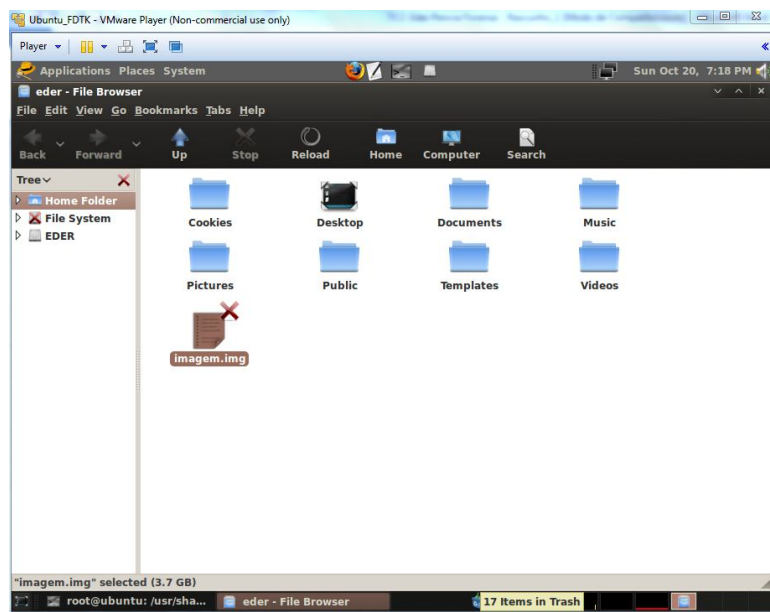 Ubuntu_FDTK - VMware Player (Non-commercial use only)
Player
Applications Places System
Sun Oct 20, 7:18 PM
eder - File Browser
File Edit View Go Bookmarks Tabs Help
Back Forward Up Stop Reload Home Computer Search
Tree
Home Folder
File System
EDER
Cookies Desktop Documents Music
Pictures Public Templates Videos
imagem.img
"imagem.img" selected (3.7 GB)
root@ubuntu: /usr/sha... eder - File Browser 17 Items in Trash